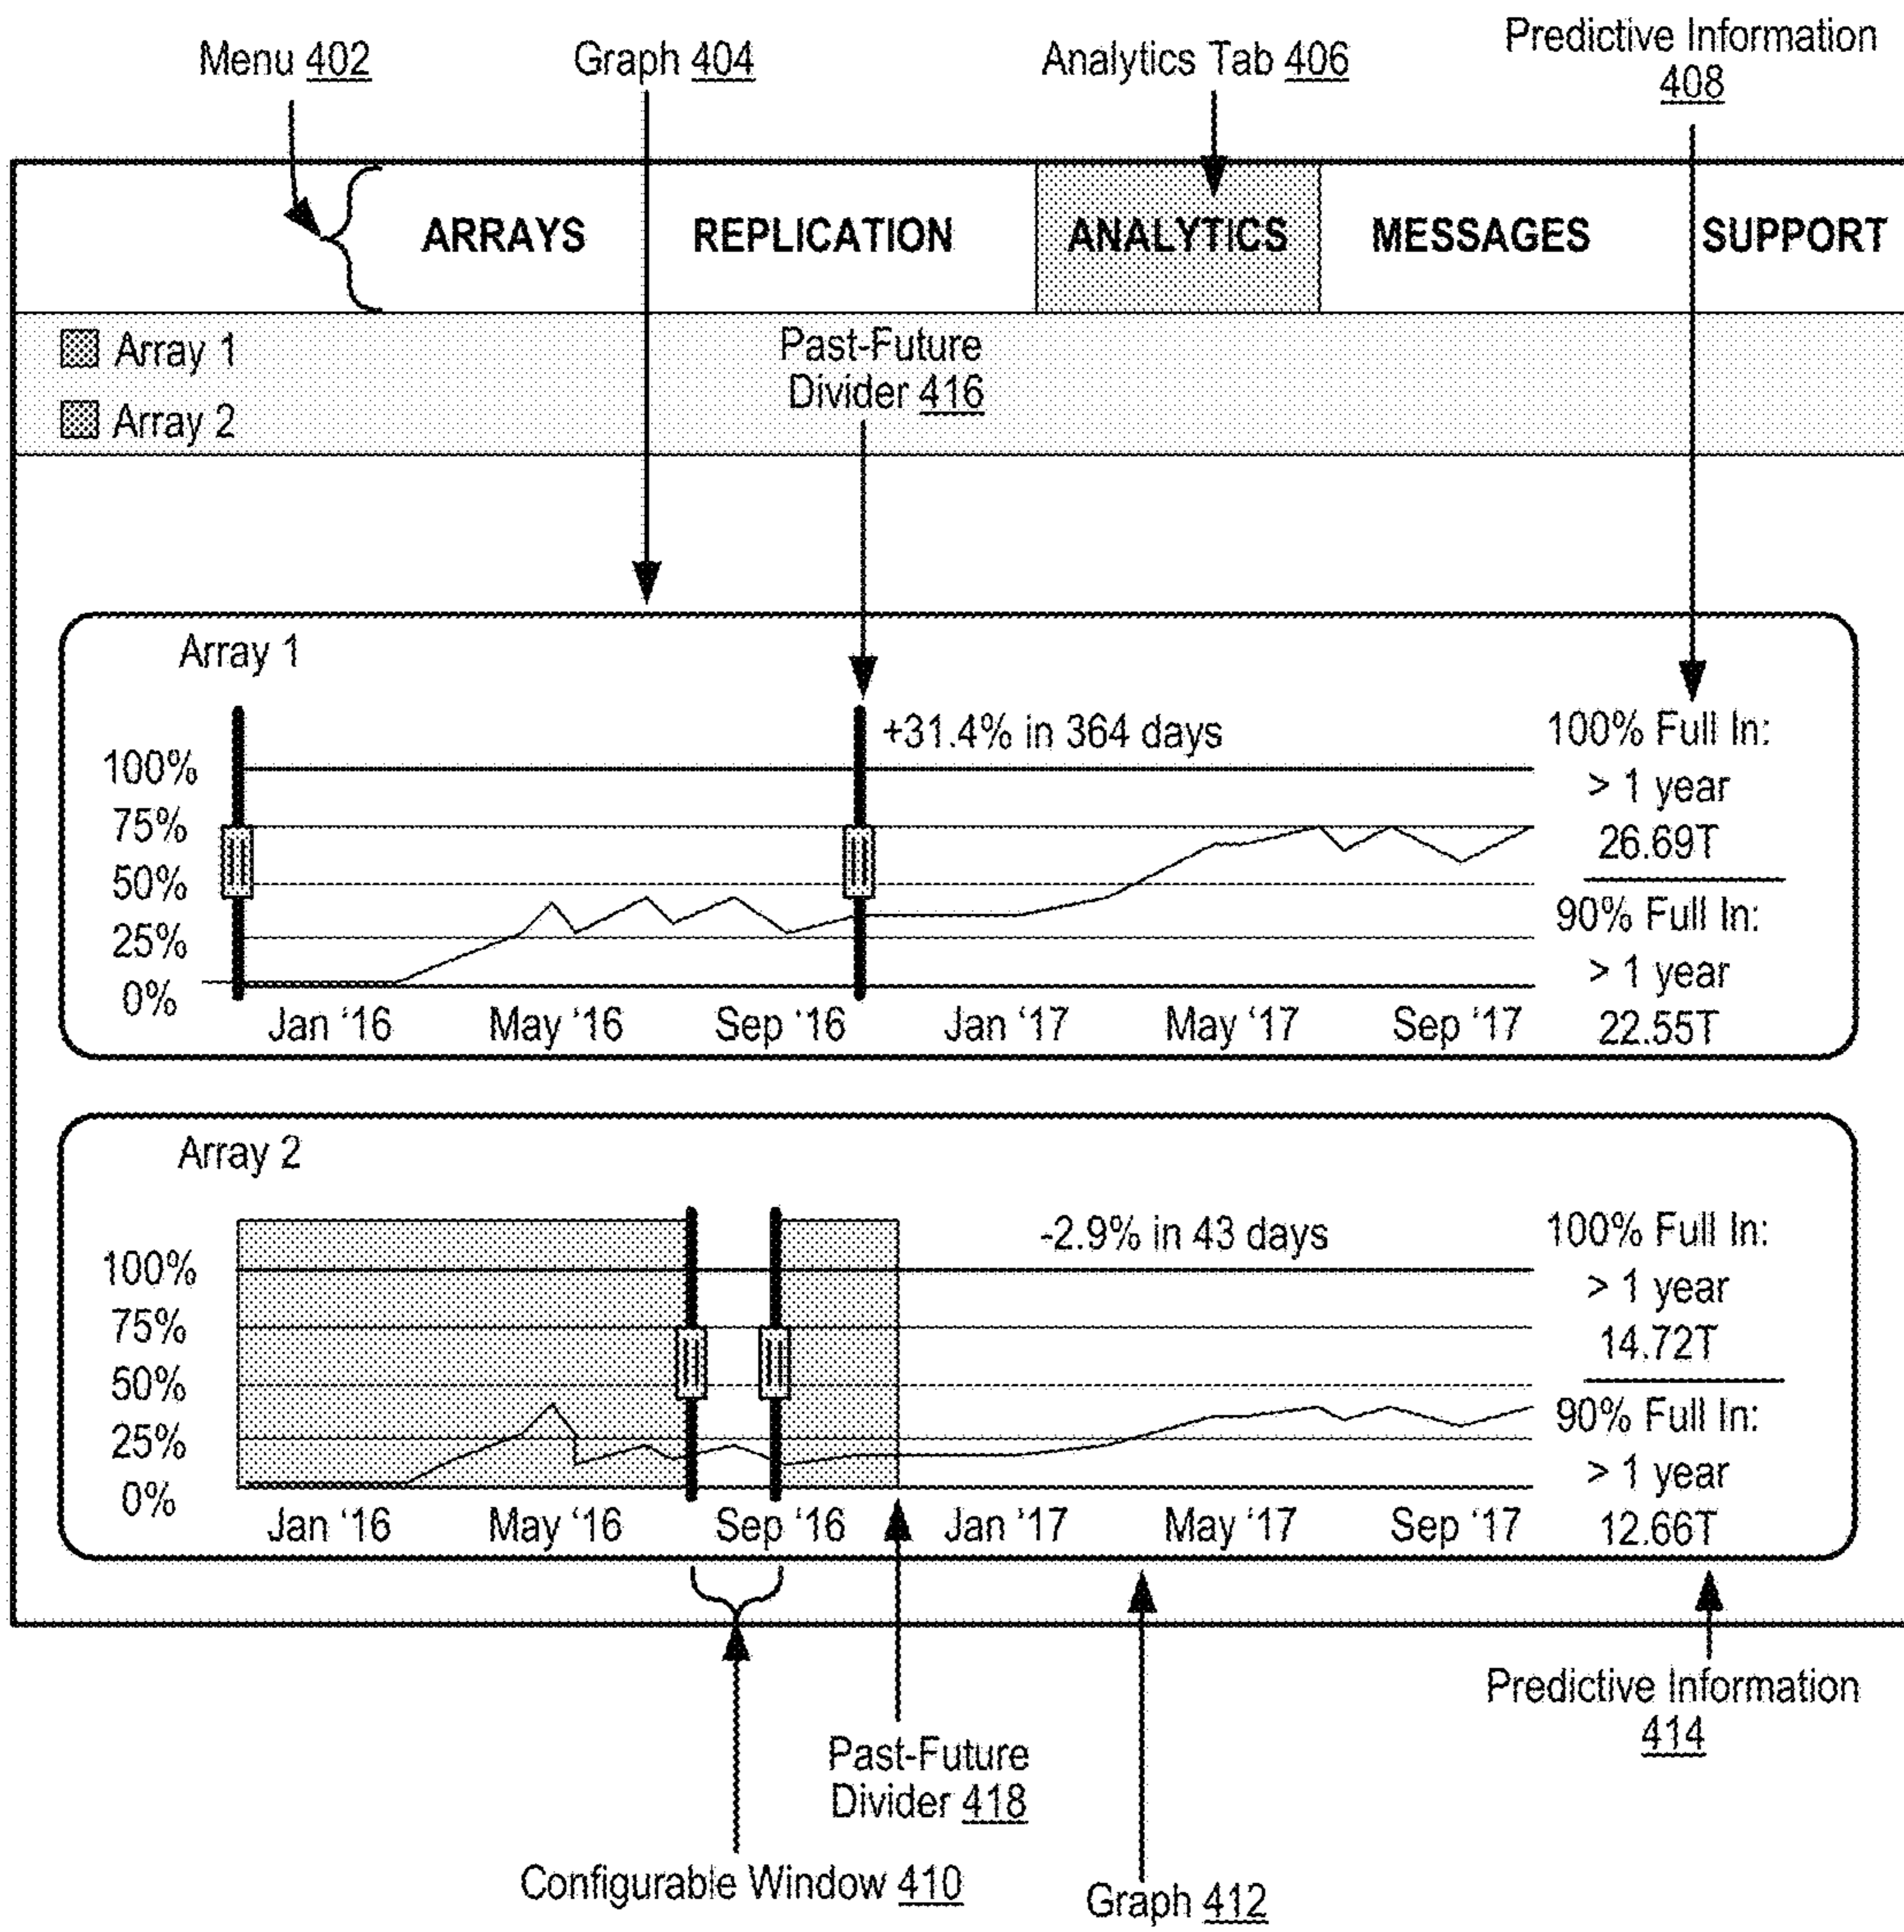 Menu 402
Graph 404
Analytics Tab 406
Predictive Information
408
ARRAYS REPLICATION ANALYTICS MESSAGES SUPPORT
Array 1
Array 2
Past-Future
Divider 416
Array 1
+31.4% in 364 days
100%
75%
50%
25%
0%
Jan ‘16 May ‘16 Sep ‘16 Jan ‘17 May ‘17 Sep ‘17
100% Full In:
> 1 year
26.69T
90% Full In:
> 1 year
22.55T
Array 2
-2.9% in 43 days
100%
75%
50%
25%
0%
Jan ‘16 May ‘16 Sep ‘16 Jan ‘17 May ‘17 Sep ‘17
100% Full In:
> 1 year
14.72T
90% Full In:
> 1 year
12.66T
Predictive Information
414
Past-Future
Divider 418
Configurable Window 410
Graph 412